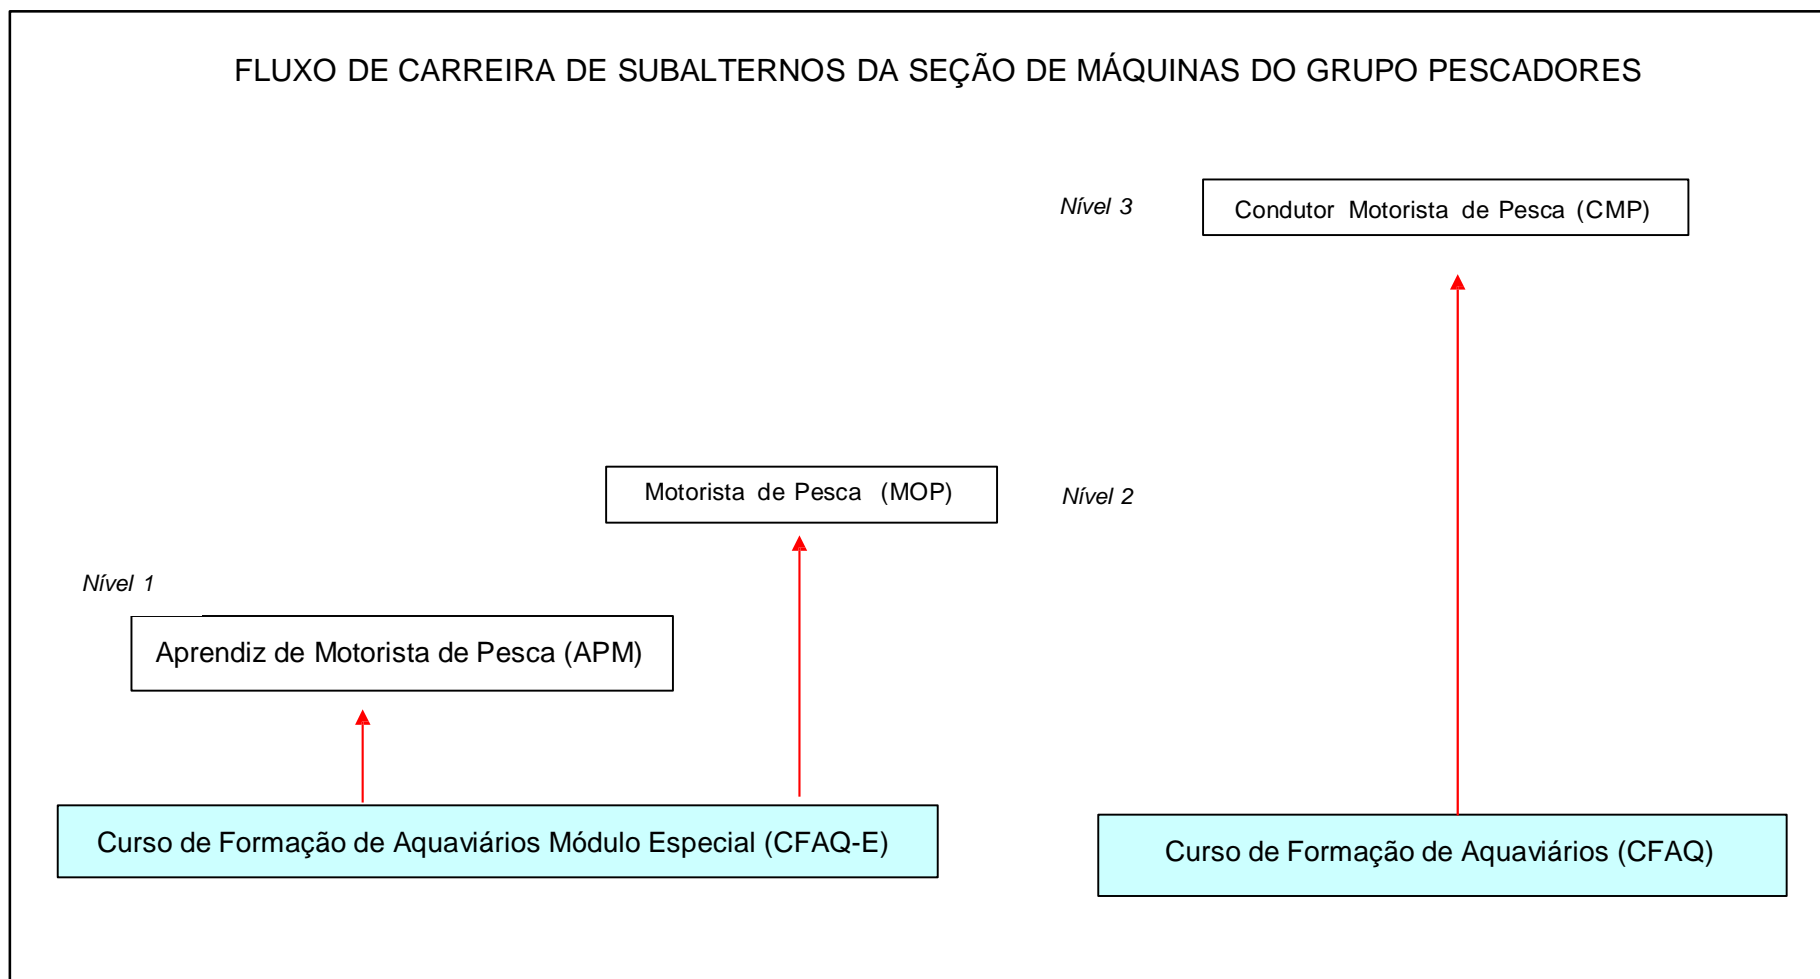 FLUXO DE CARREIRA DE SUBALTERNOS DA SEÇÃO DE MÁQUINAS DO GRUPO PESCADORES
Nível 3
Condutor Motorista de Pesca (CMP)
Motorista de Pesca (MOP)
Nível 2
Nível 1
Aprendiz de Motorista de Pesca (APM)
Curso de Formação de Aquaviários Módulo Especial (CFAQ-E)
Curso de Formação de Aquaviários (CFAQ)